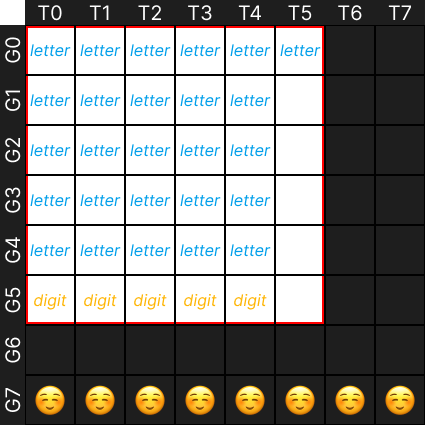 T0 T1 T2 T3 T4 T5 T6 T7
G0 letter letter letter letter letter letter
G1 letter letter letter letter letter
G2 letter letter letter letter letter
G3 letter letter letter letter letter
G4 letter letter letter letter letter
G5 digit digit digit digit digit
G6
G7 ☺️ ☺️ ☺️ ☺️ ☺️ ☺️ ☺️ ☺️